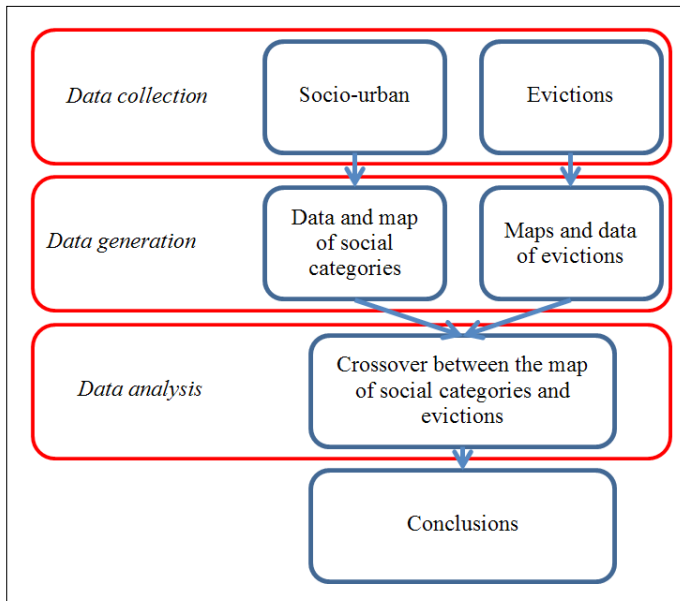 Data collection
Socio-urban
Evictions
Data generation
Data and map
of social
categories
Maps and data
of evictions
Data analysis
Crossover between the map
of social categories and
evictions
Conclusions